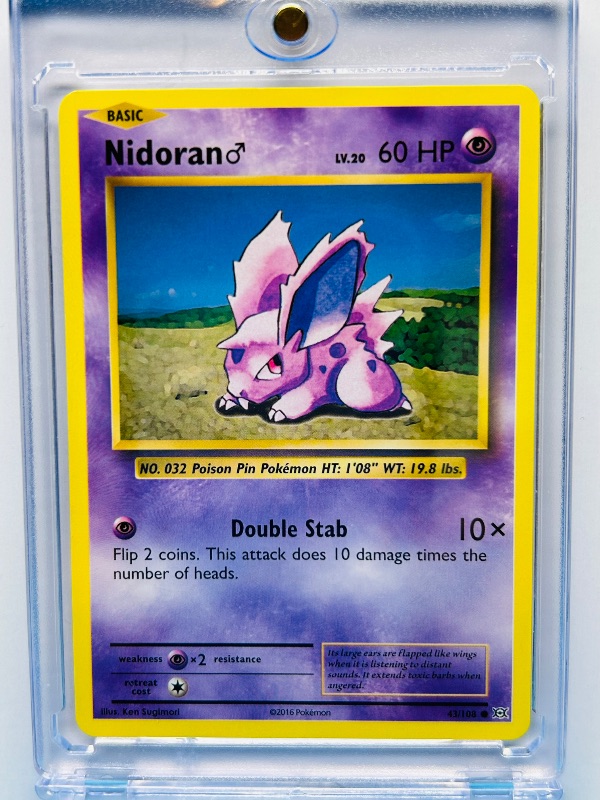 BASIC
Nidoran♂ LV.20 60 HP
NO. 032 Poison Pin Pokémon HT: 1'08" WT: 19.8 lbs.
Double Stab 10×
Flip 2 coins. This attack does 10 damage times the
number of heads.
weakness ×2 resistance
retreat
cost
Its large ears are flapped like wings
when it is listening to distant
sounds. It extends toxic barbs when
angered.
Illus. Ken Sugimori ©2016 Pokémon 43/108